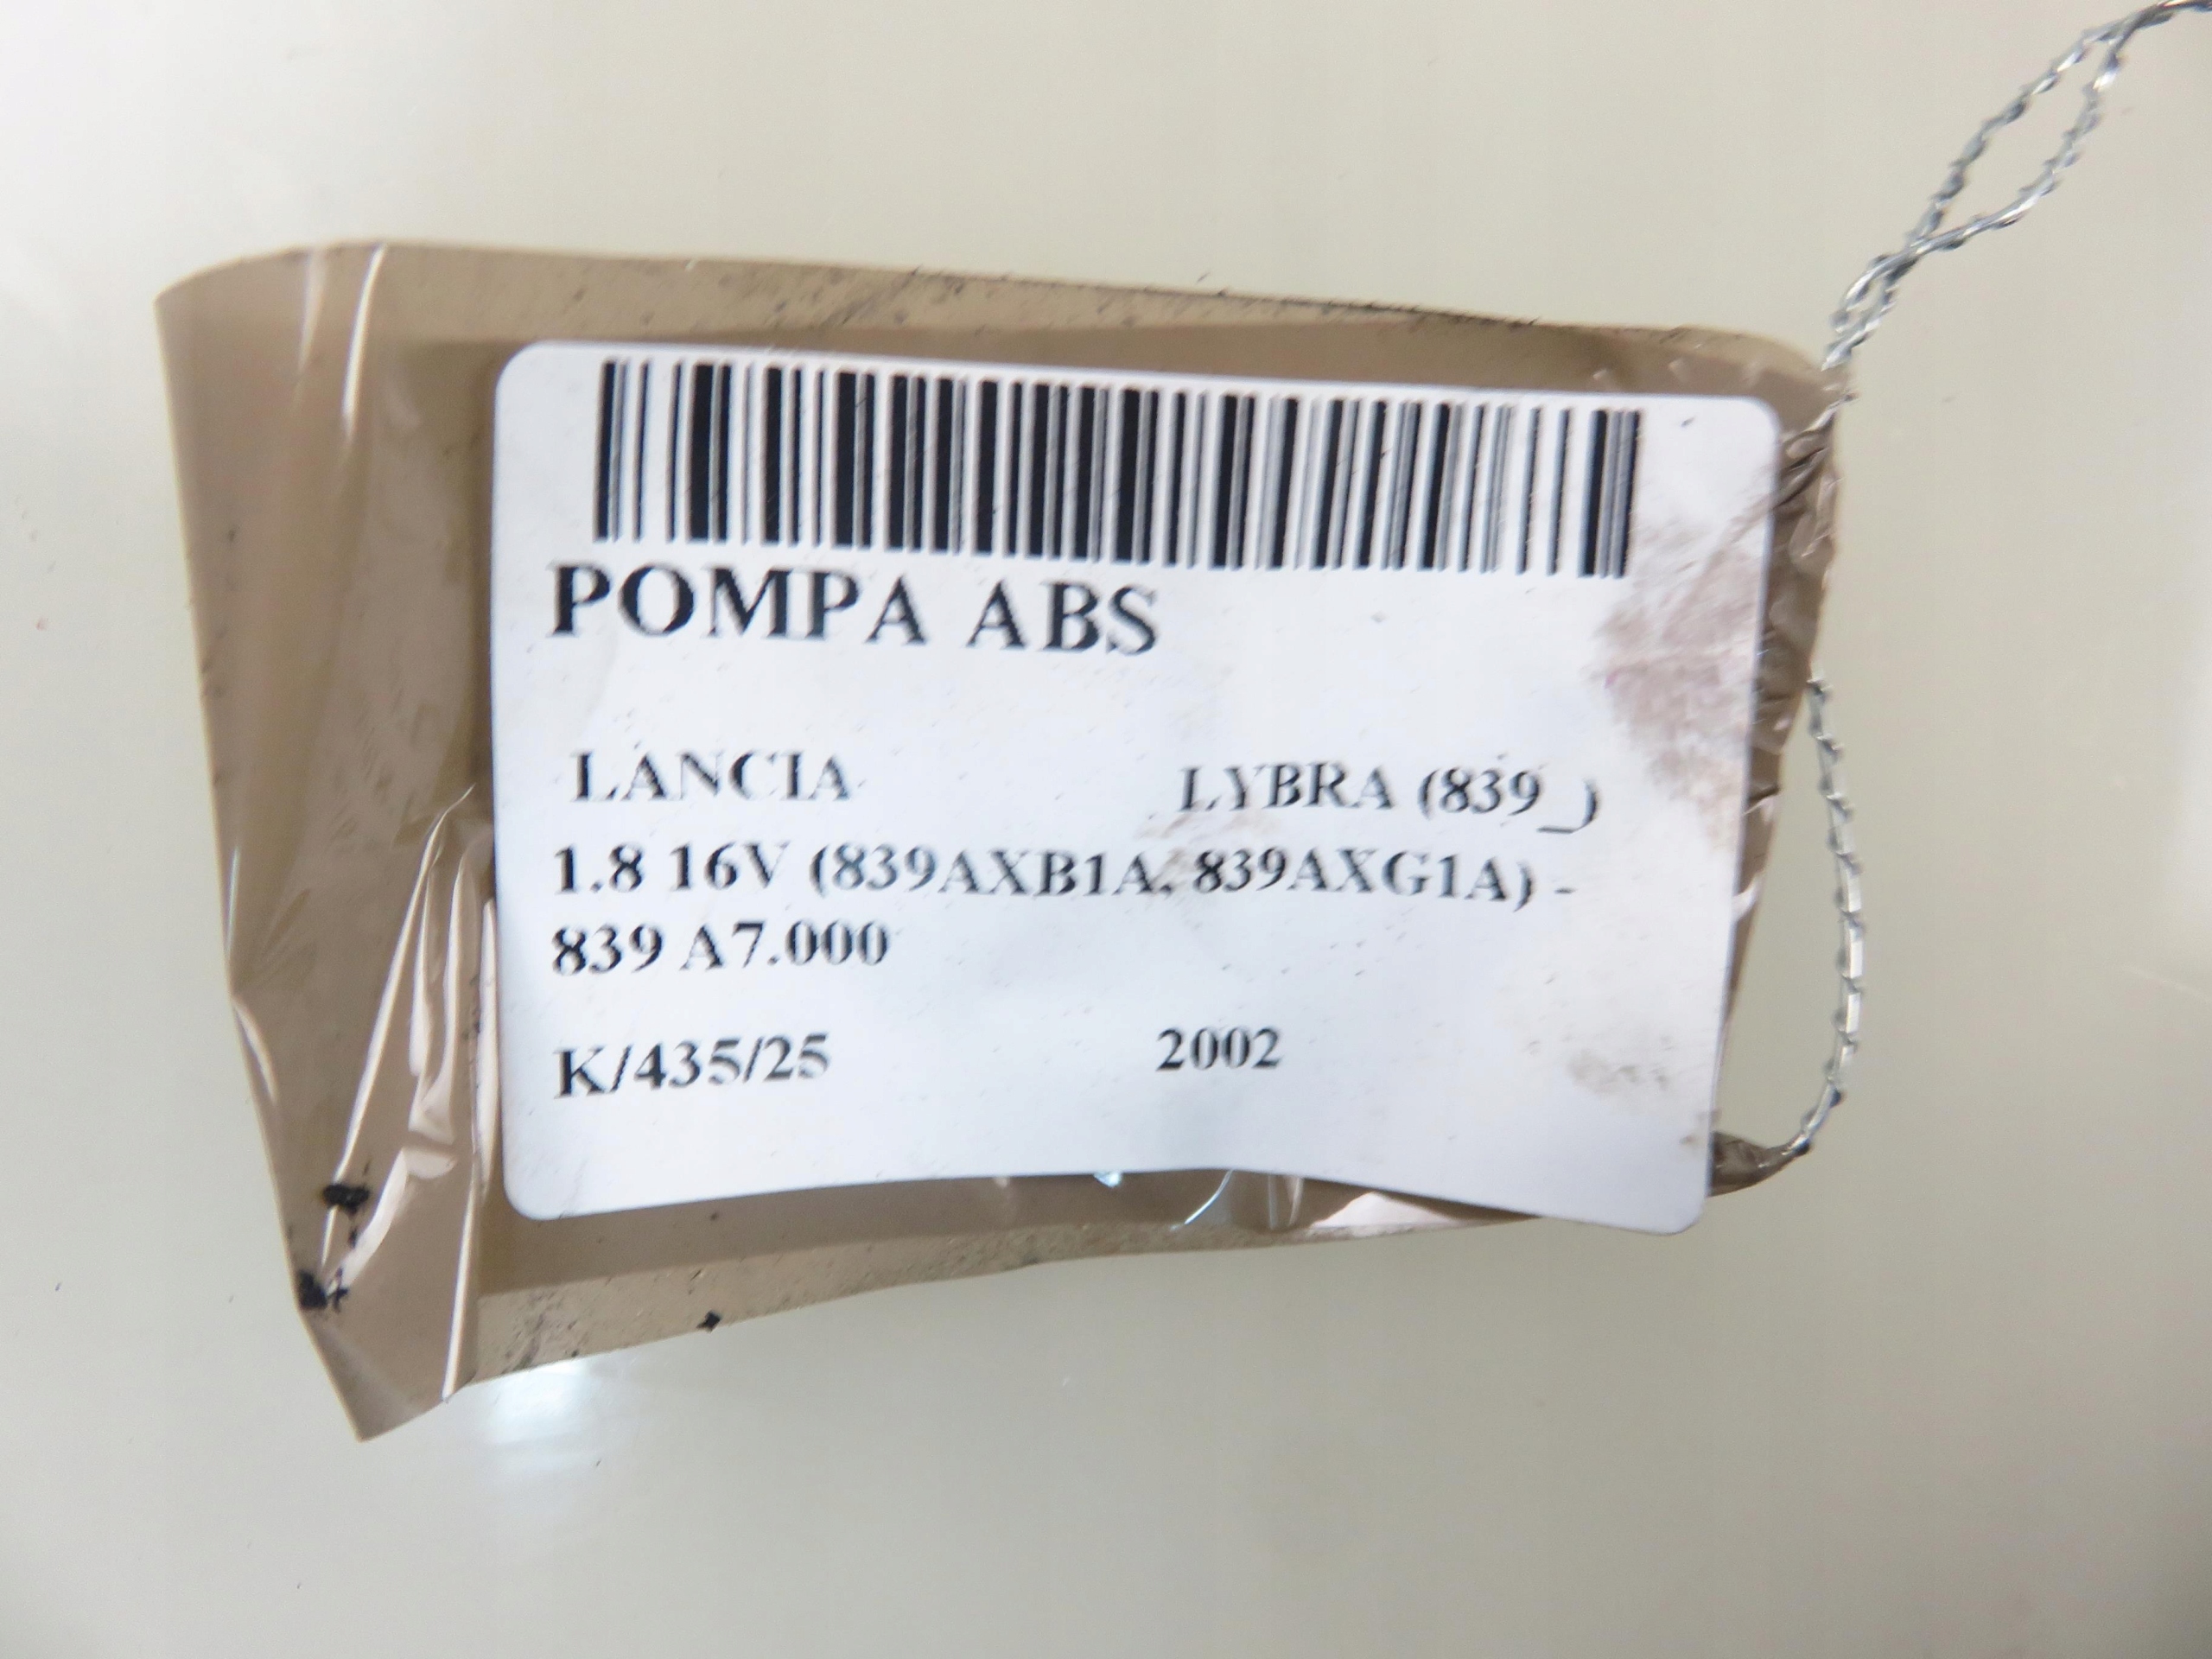 POMPA ABS
LANCIA LYBRA (839_)
1.8 16V (839AXB1A, 839AXG1A) -
839 A7.000
K/435/25 2002